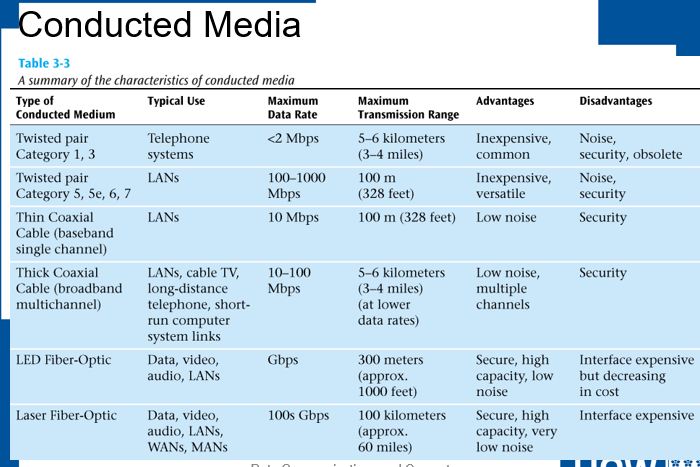 Conducted Media
Table 3-3
A summary of the characteristics of conducted media
Type of Conducted Medium Typical Use Maximum Data Rate Maximum Transmission Range Advantages Disadvantages
Twisted pair Category 1, 3 Telephone systems <2 Mbps 5–6 kilometers (3–4 miles) Inexpensive, common Noise, security, obsolete
Twisted pair Category 5, 5e, 6, 7 LANs 100–1000 Mbps 100 m (328 feet) Inexpensive, versatile Noise, security
Thin Coaxial Cable (baseband single channel) LANs 10 Mbps 100 m (328 feet) Low noise Security
Thick Coaxial Cable (broadband multichannel) LANs, cable TV, long-distance telephone, short-run computer system links 10–100 Mbps 5–6 kilometers (3–4 miles) (at lower data rates) Low noise, multiple channels Security
LED Fiber-Optic Data, video, audio, LANs Gbps 300 meters (approx. 1000 feet) Secure, high capacity, low noise Interface expensive but decreasing in cost
Laser Fiber-Optic Data, video, audio, LANs, WANs, MANs 100s Gbps 100 kilometers (approx. 60 miles) Secure, high capacity, very low noise Interface expensive